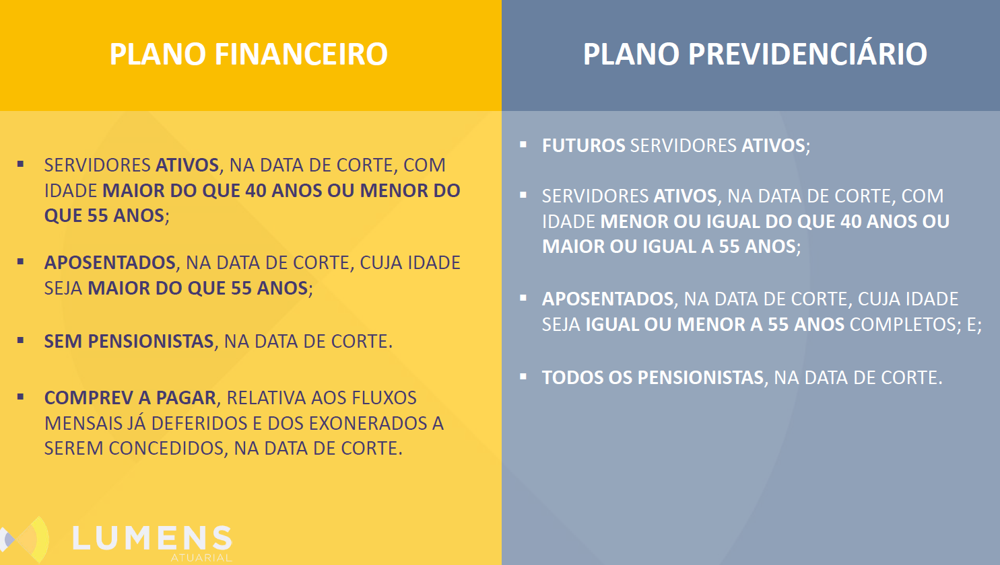 PLANO FINANCEIRO
▪ SERVIDORES ATIVOS, NA DATA DE CORTE, COM
IDADE MAIOR DO QUE 40 ANOS OU MENOR DO
QUE 55 ANOS;
▪ APOSENTADOS, NA DATA DE CORTE, CUJA IDADE
SEJA MAIOR DO QUE 55 ANOS;
▪ SEM PENSIONISTAS, NA DATA DE CORTE.
▪ COMPREV A PAGAR, RELATIVA AOS FLUXOS
MENSAIS JÁ DEFERIDOS E DOS EXONERADOS A
SEREM CONCEDIDOS, NA DATA DE CORTE.
LUMENS
ATUARIAL
PLANO PREVIDENCIÁRIO
▪ FUTUROS SERVIDORES ATIVOS;
▪ SERVIDORES ATIVOS, NA DATA DE CORTE, COM
IDADE MENOR OU IGUAL DO QUE 40 ANOS OU
MAIOR OU IGUAL A 55 ANOS;
▪ APOSENTADOS, NA DATA DE CORTE, CUJA IDADE
SEJA IGUAL OU MENOR A 55 ANOS COMPLETOS; E;
▪ TODOS OS PENSIONISTAS, NA DATA DE CORTE.